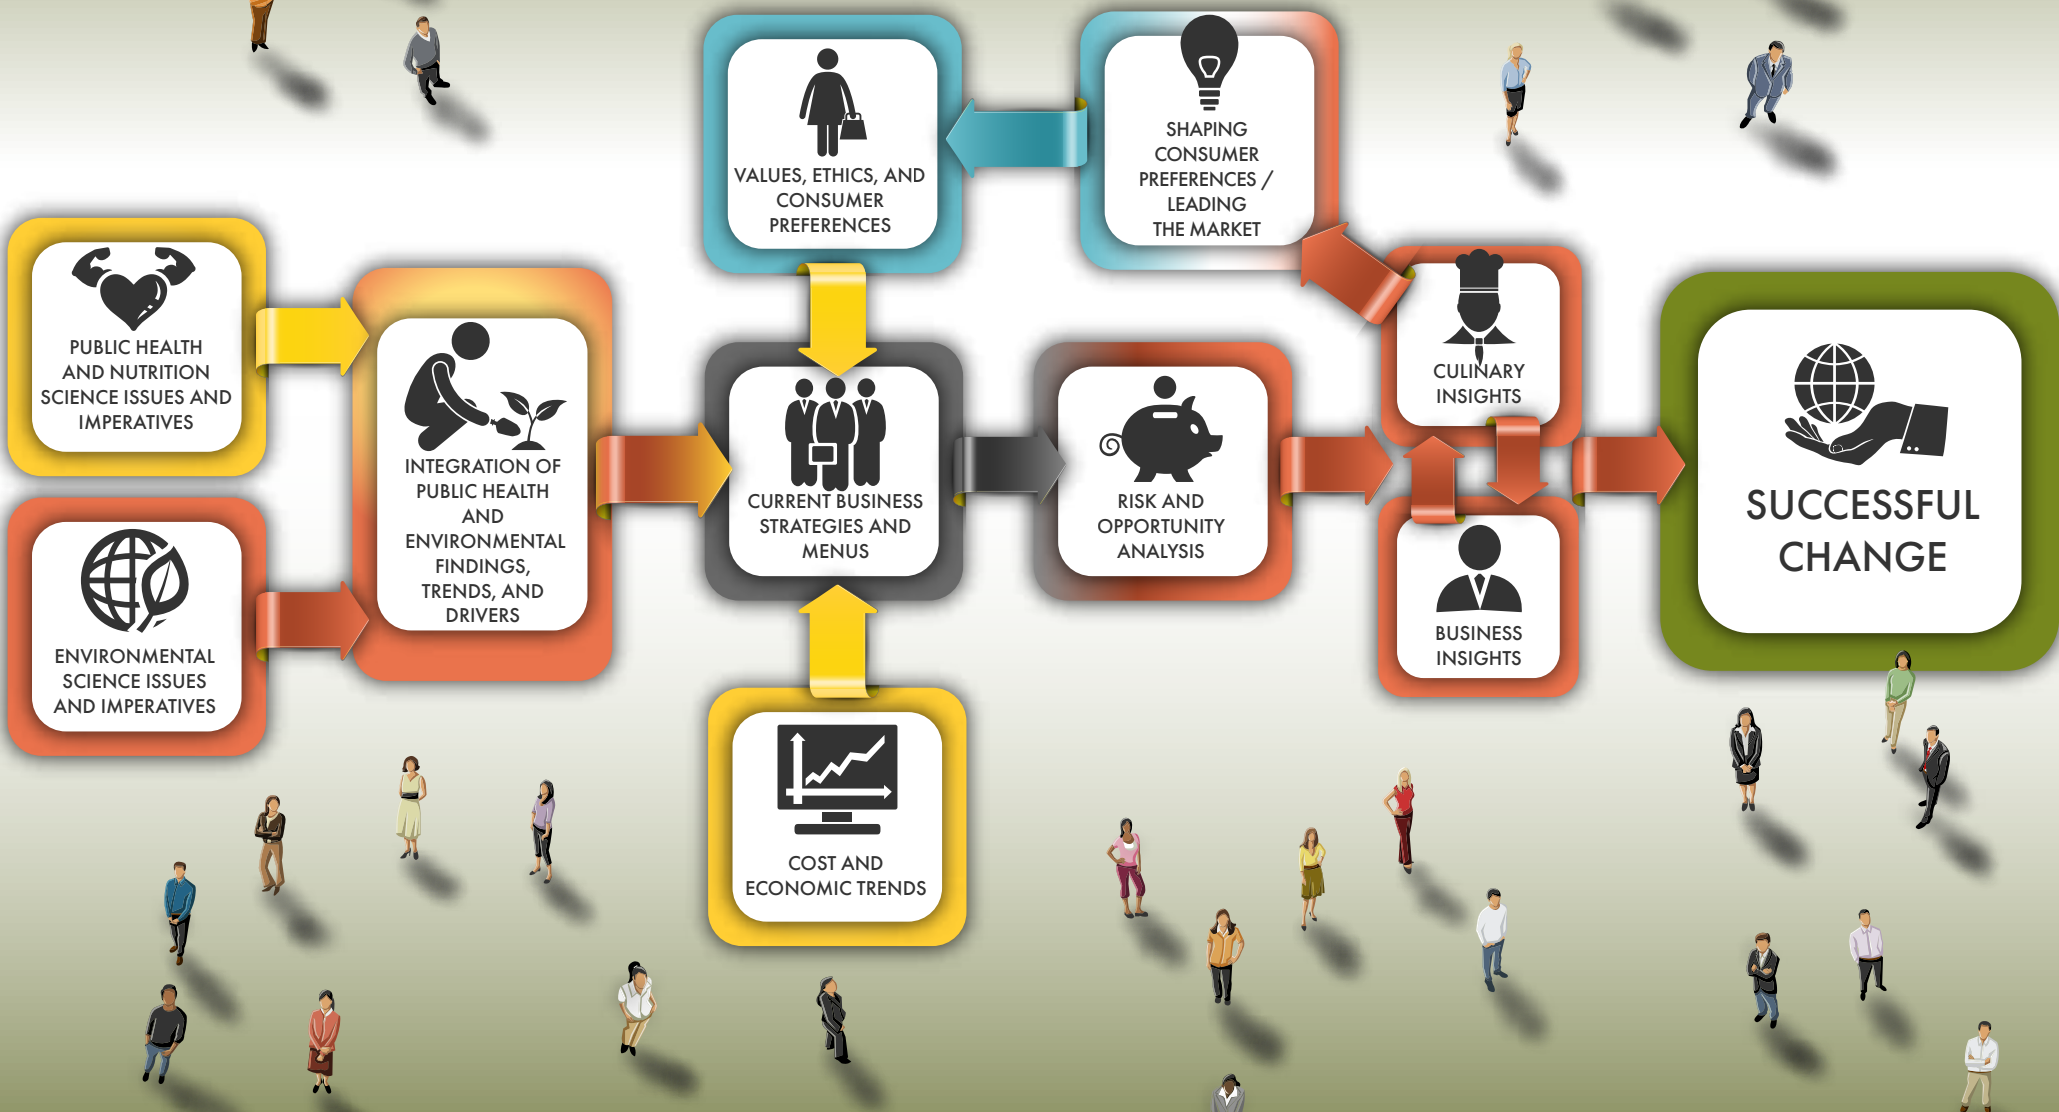 VALUES, ETHICS, AND
CONSUMER
PREFERENCES
SHAPING
CONSUMER
PREFERENCES /
LEADING
THE MARKET
PUBLIC HEALTH
AND NUTRITION
SCIENCE ISSUES AND
IMPERATIVES
ENVIRONMENTAL
SCIENCE ISSUES
AND IMPERATIVES
INTEGRATION OF
PUBLIC HEALTH
AND
ENVIRONMENTAL
FINDINGS,
TRENDS, AND
DRIVERS
CURRENT BUSINESS
STRATEGIES AND
MENUS
RISK AND
OPPORTUNITY
ANALYSIS
CULINARY
INSIGHTS
BUSINESS
INSIGHTS
SUCCESSFUL
CHANGE
COST AND
ECONOMIC TRENDS